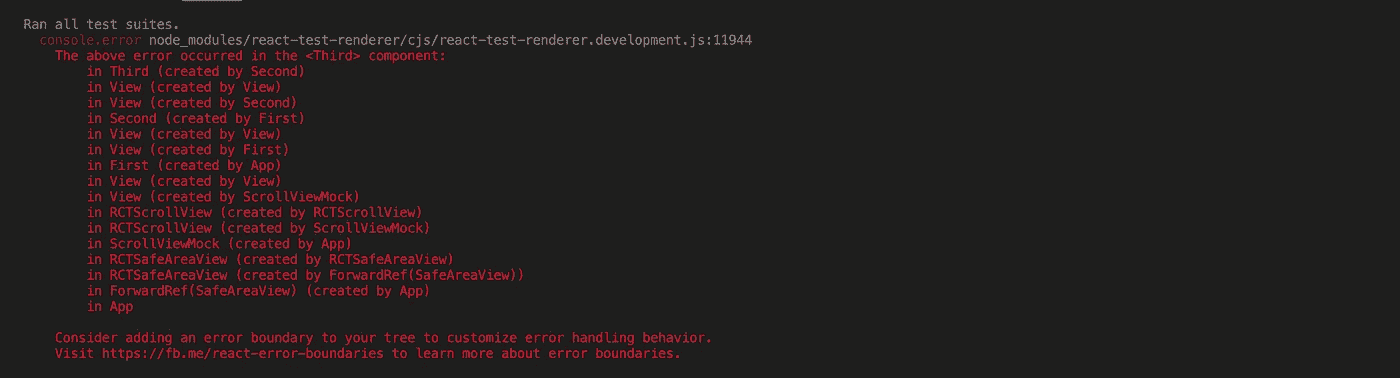 Ran all test suites.
console.error node_modules/react-test-renderer/cjs/react-test-renderer.development.js:11944
The above error occurred in the <Third> component:
in Third (created by Second)
in View (created by View)
in View (created by Second)
in Second (created by First)
in View (created by View)
in View (created by First)
in First (created by App)
in View (created by View)
in View (created by ScrollViewMock)
in RCTScrollView (created by RCTScrollView)
in RCTScrollView (created by ScrollViewMock)
in ScrollViewMock (created by App)
in RCTSafeAreaView (created by RCTSafeAreaView)
in RCTSafeAreaView (created by ForwardRef(SafeAreaView))
in ForwardRef(SafeAreaView) (created by App)
in App
Consider adding an error boundary to your tree to customize error handling behavior.
Visit https://fb.me/react-error-boundaries to learn more about error boundaries.